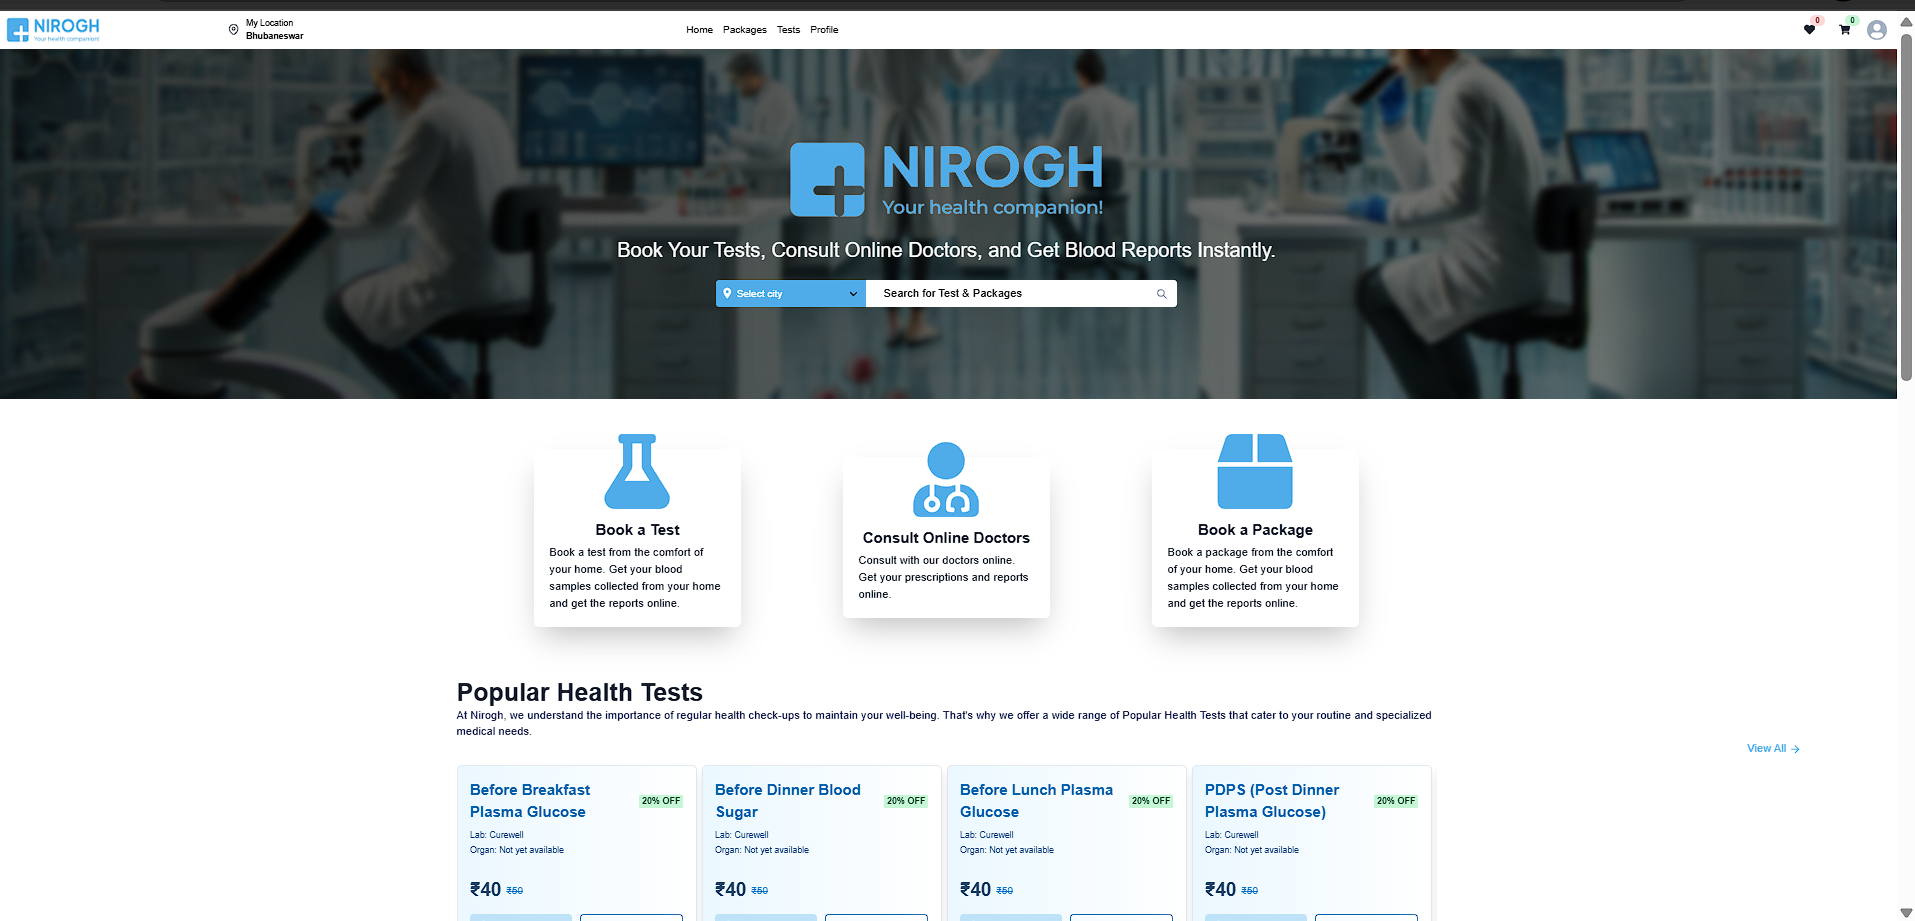 NIROGH
Your health companion!
My Location
Bhubaneswar
Home Packages Tests Profile
0
0
NIROGH
Your health companion!
Book Your Tests, Consult Online Doctors, and Get Blood Reports Instantly.
Select city
Search for Test & Packages
Book a Test
Book a test from the comfort of
your home. Get your blood
samples collected from your home
and get the reports online.
Consult Online Doctors
Consult with our doctors online.
Get your prescriptions and reports
online.
Book a Package
Book a package from the comfort
of your home. Get your blood
samples collected from your home
and get the reports online.
Popular Health Tests
At Nirogh, we understand the importance of regular health check-ups to maintain your well-being. That's why we offer a wide range of Popular Health Tests that cater to your routine and specialized
medical needs.
View All
Before Breakfast
Plasma Glucose
20% OFF
Lab: Curewell
Organ: Not yet available
₹40 ₹50
Before Dinner Blood
Sugar
20% OFF
Lab: Curewell
Organ: Not yet available
₹40 ₹50
Before Lunch Plasma
Glucose
20% OFF
Lab: Curewell
Organ: Not yet available
₹40 ₹50
PDPS (Post Dinner
Plasma Glucose)
20% OFF
Lab: Curewell
Organ: Not yet available
₹40 ₹50